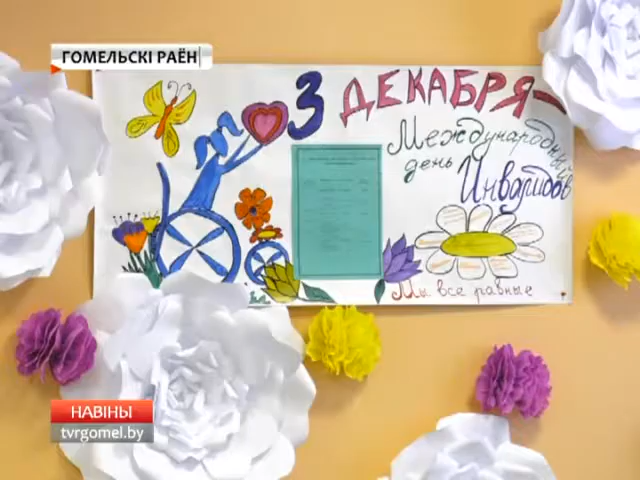 ГОМЕЛЬСКІ РАЁН
3 ДЕКАБРЯ-
Международный
день Инвалидов
Мы все равные
НАВІНЫ
tvrgomel.by